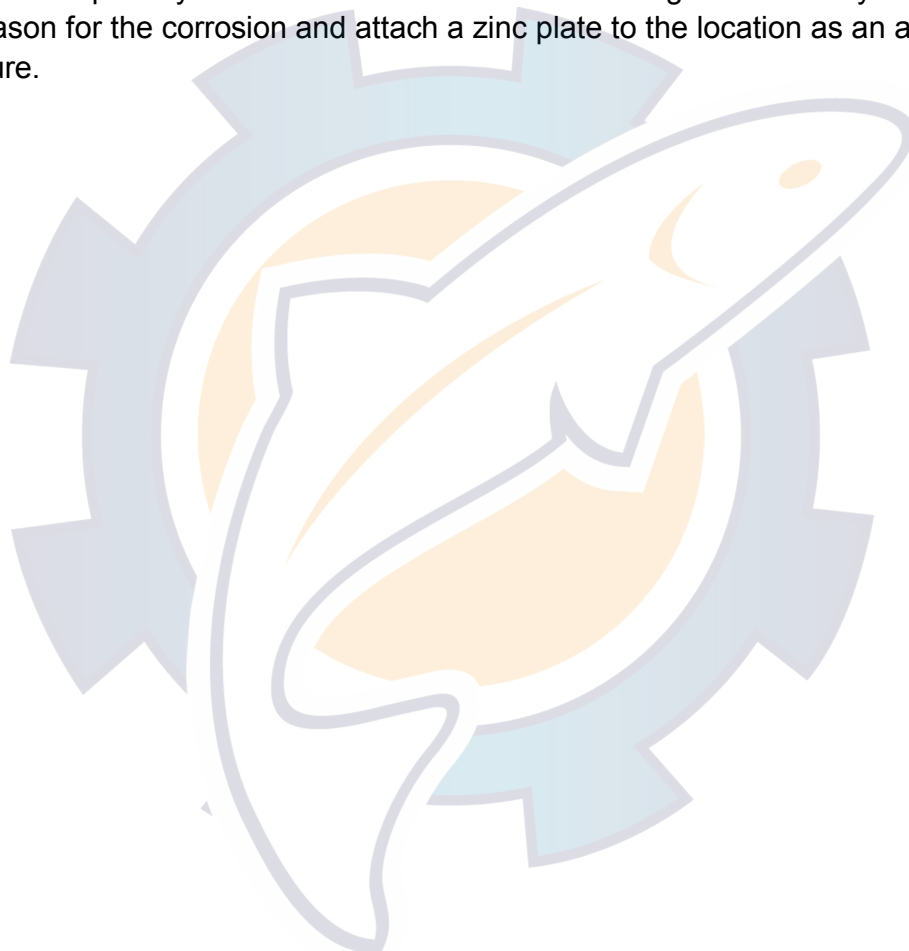 ason for the corrosion and attach a zinc plate to the location as an a
ure.